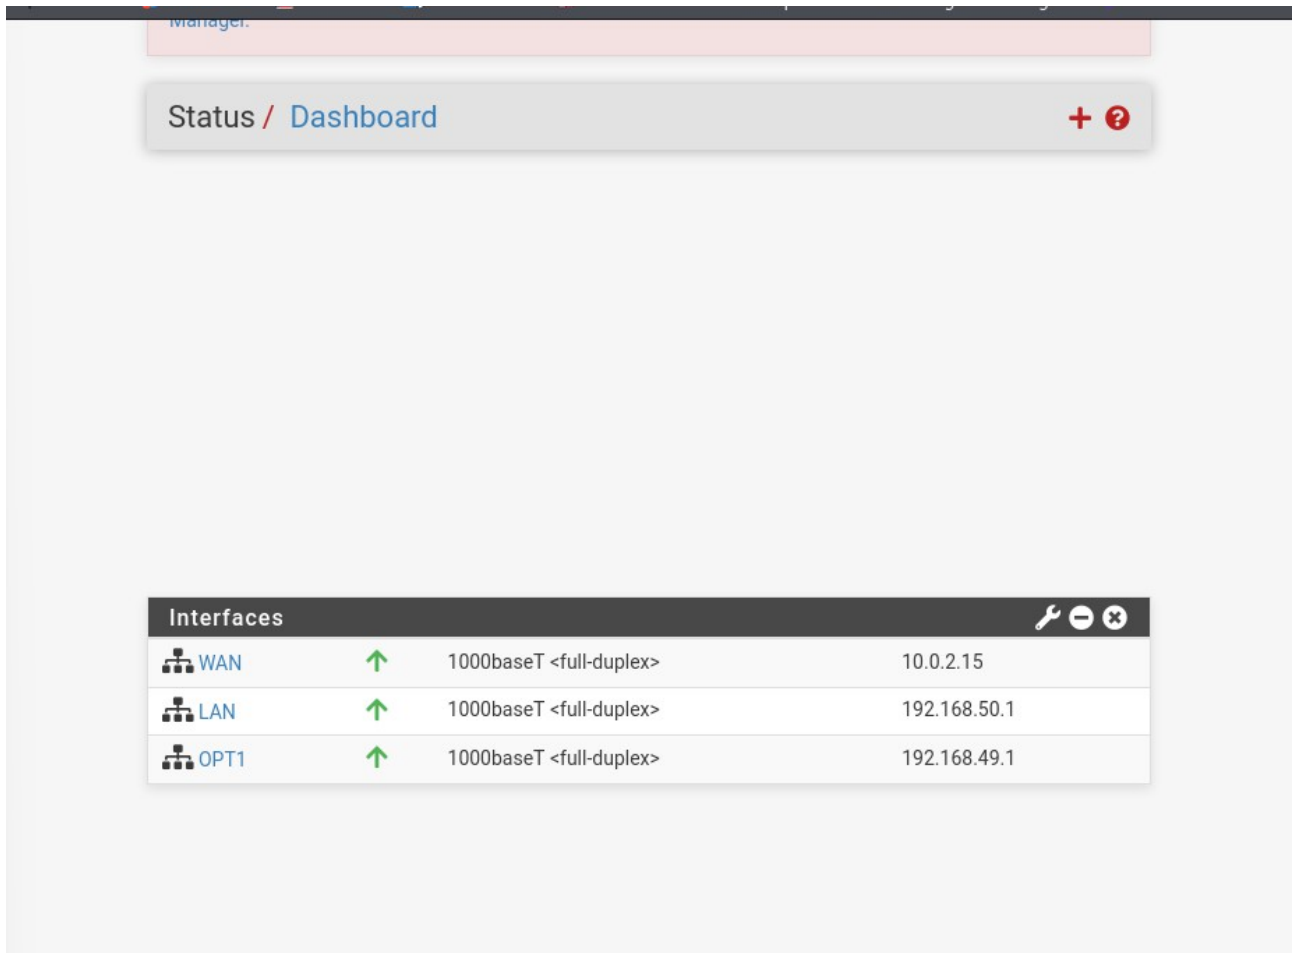 Manager.
Status / Dashboard
Interfaces
WAN 1000baseT <full-duplex> 10.0.2.15
LAN 1000baseT <full-duplex> 192.168.50.1
OPT1 1000baseT <full-duplex> 192.168.49.1